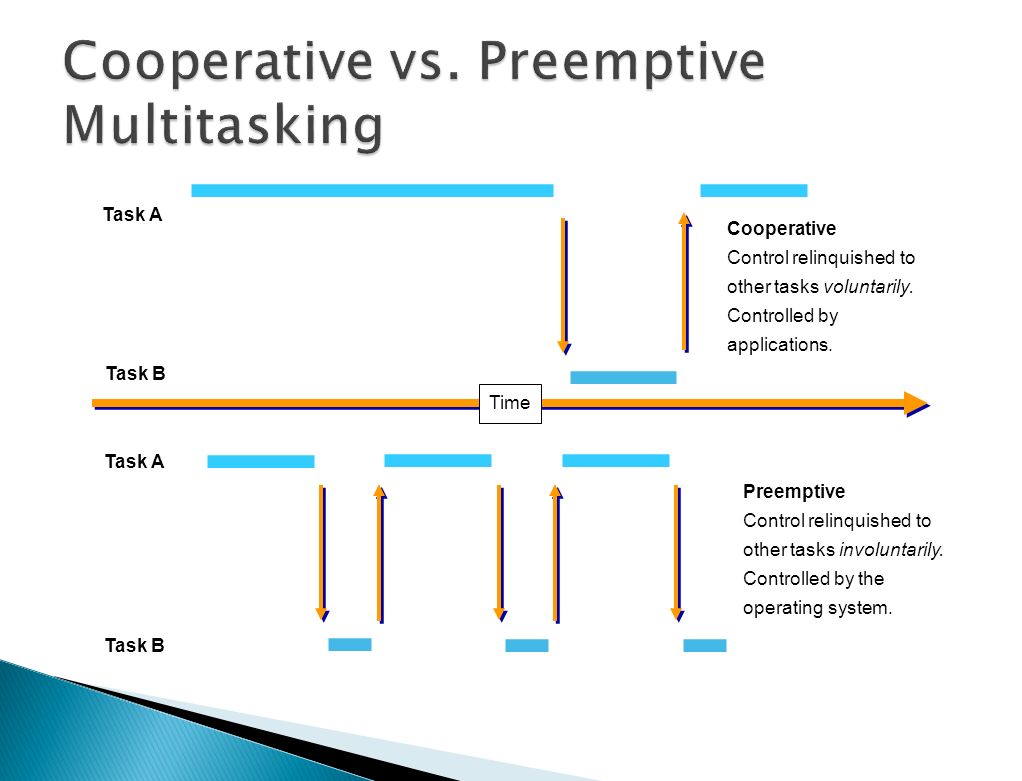 Cooperative vs. Preemptive
Multitasking
Task A
Cooperative
Control relinquished to
other tasks voluntarily.
Controlled by
applications.
Task B
Time
Task A
Preemptive
Control relinquished to
other tasks involuntarily.
Controlled by the
operating system.
Task B